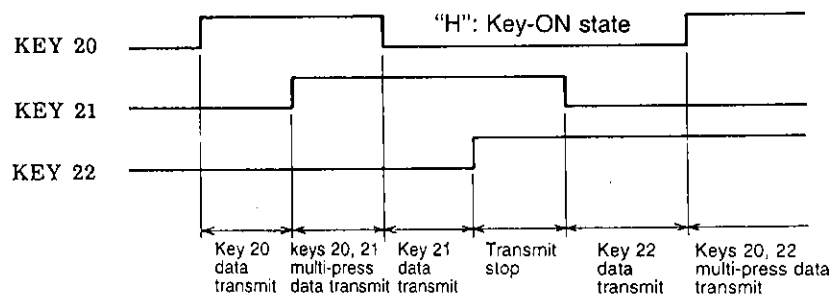 "H": Key-ON state
KEY 20
KEY 21
KEY 22
Key 20
data
transmit
keys 20, 21
multi-press
data transmit
Key 21
data
transmit
Transmit
stop
Key 22
data
transmit
Keys 20, 22
multi-press data
transmit